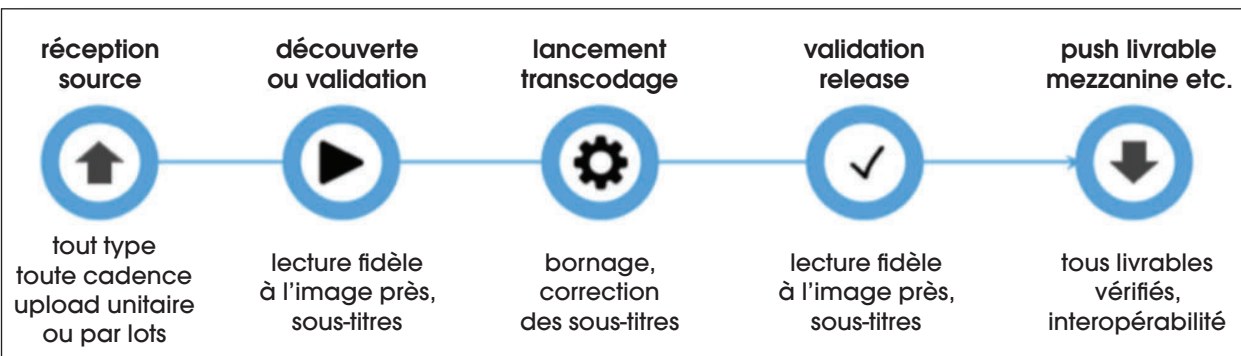 réception
source
découverte
ou validation
lancement
transcodage
validation
release
push livrable
mezzanine etc.
tout type
toute cadence
upload unitaire
ou par lots
lecture fidèle
à l'image près,
sous-titres
bornage,
correction
des sous-titres
lecture fidèle
à l'image près,
sous-titres
tous livrables
vérifiés,
interopérabilité